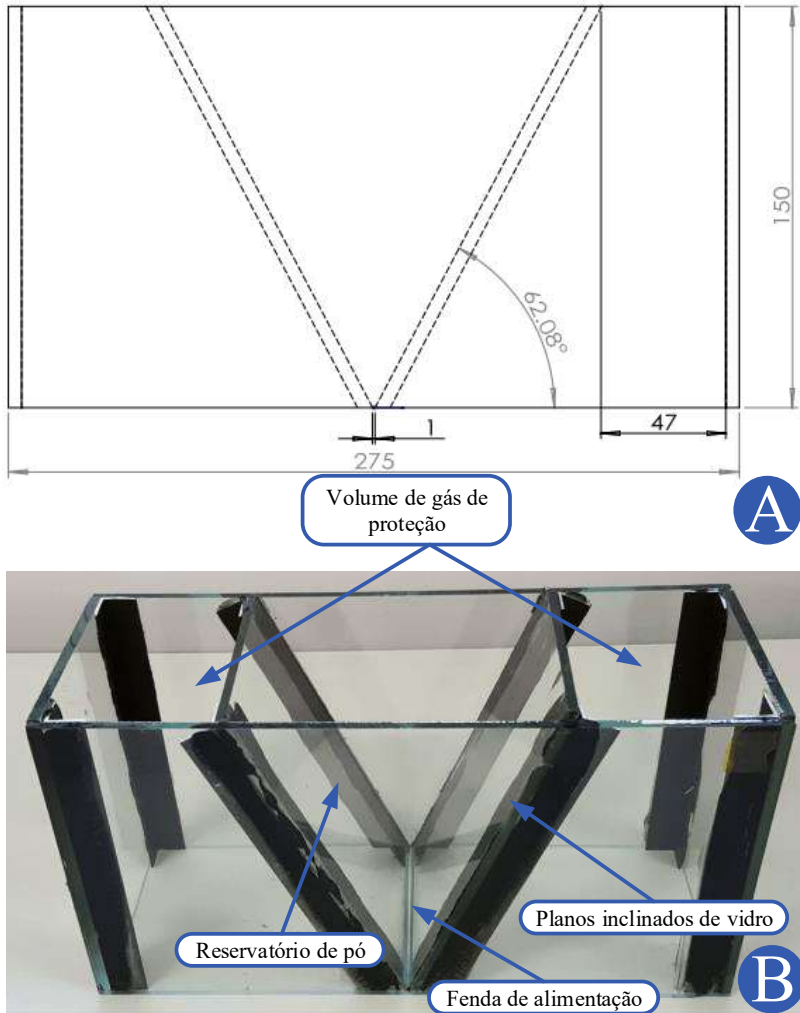 150
62.08°
1
47
275
Volume de gás de
proteção
A
Reservatório de pó
Planos inclinados de vidro
Fenda de alimentação
B